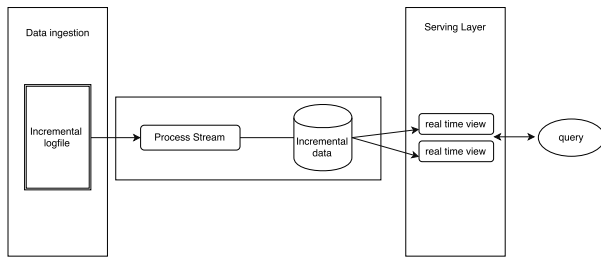 Data ingestion
Incremental
logfile
Process Stream
Incremental
data
Serving Layer
real time view
real time view
query